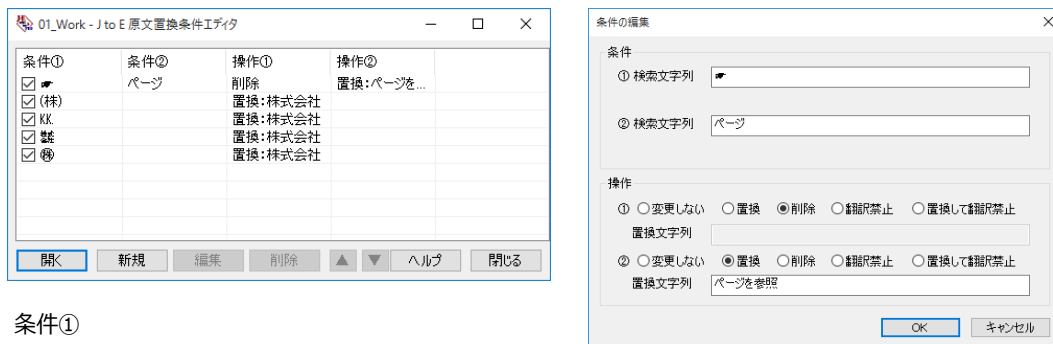 01_Work - J to E 原文置換条件エディタ
条件① 条件② 操作① 操作②
☛ ページ 削除 置換:ページを...
(株) 置換:株式会社
KK. 置換:株式会社
㍿ 置換:株式会社
㊑ 置換:株式会社
開く 新規 編集 削除 ▲ ▼ ヘルプ 閉じる
条件①
条件の編集
条件
① 検索文字列 ☛
② 検索文字列 ページ
操作
① 変更しない 置換 削除 翻訳禁止 置換して翻訳禁止
置換文字列
② 変更しない 置換 削除 翻訳禁止 置換して翻訳禁止
置換文字列 ページを参照
OK キャンセル